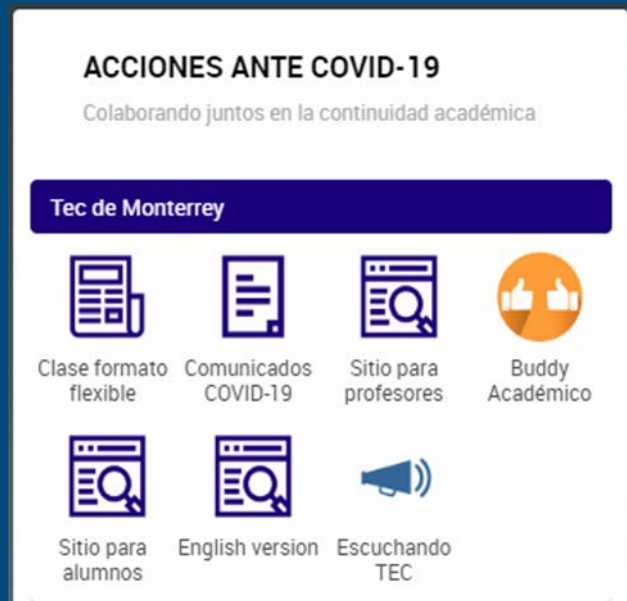 ACCIONES ANTE COVID-19
Colaborando juntos en la continuidad académica
Tec de Monterrey
Clase formato
flexible
Comunicados
COVID-19
Sitio para
profesores
Buddy
Académico
Sitio para
alumnos
English version
Escuchando
TEC